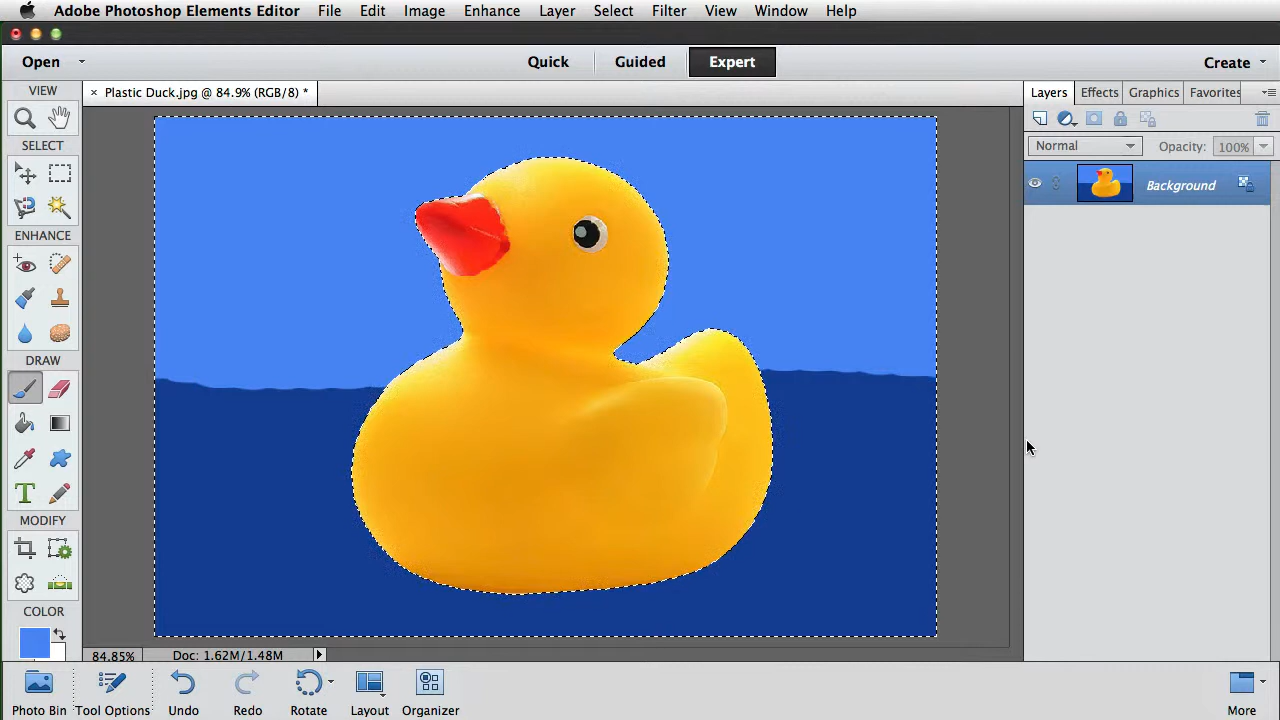 Adobe Photoshop Elements Editor File Edit Image Enhance Layer Select Filter View Window Help
Open Quick Guided Expert Create
VIEW
× Plastic Duck.jpg @ 84.9% (RGB/8) *
Layers Effects Graphics Favorites
SELECT
Normal Opacity: 100%
Background
ENHANCE
DRAW
T
MODIFY
COLOR
84.85% Doc: 1.62M/1.48M
Photo Bin Tool Options Undo Redo Rotate Layout Organizer More